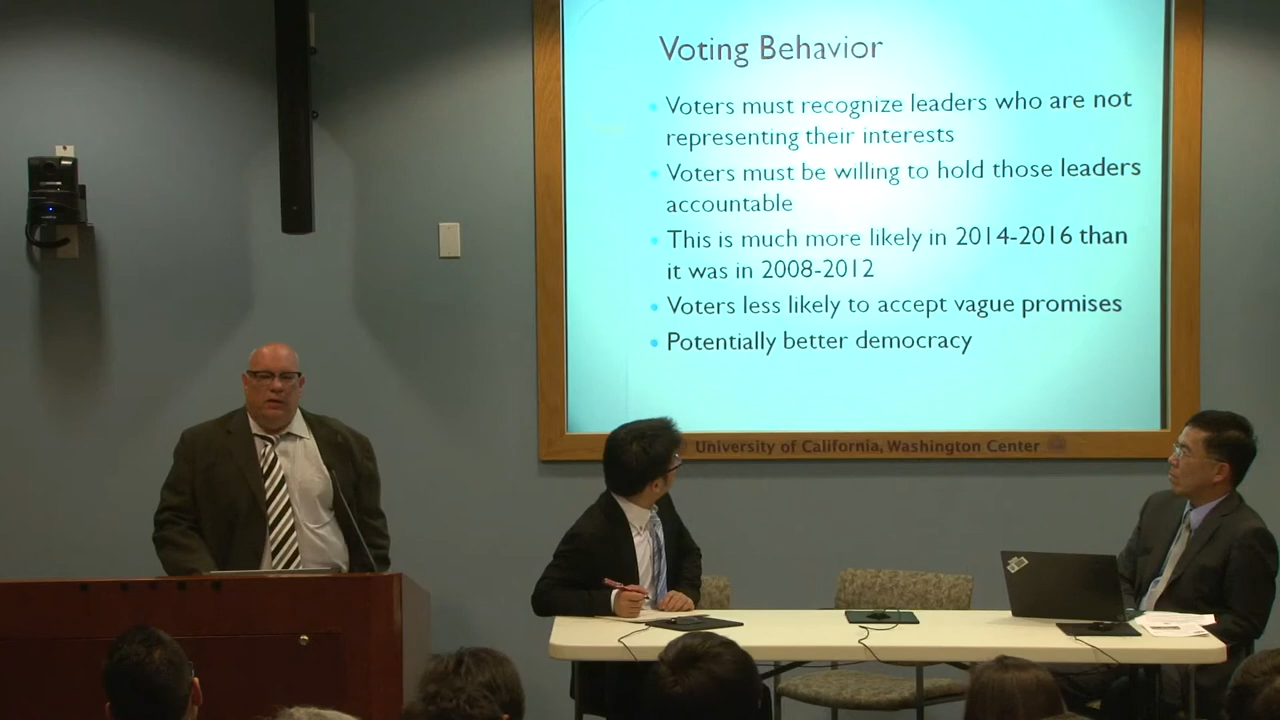 Voting Behavior
Voters must recognize leaders who are not
representing their interests
Voters must be willing to hold those leaders
accountable
This is much more likely in 2014-2016 than
it was in 2008-2012
Voters less likely to accept vague promises
Potentially better democracy
University of California, Washington Center